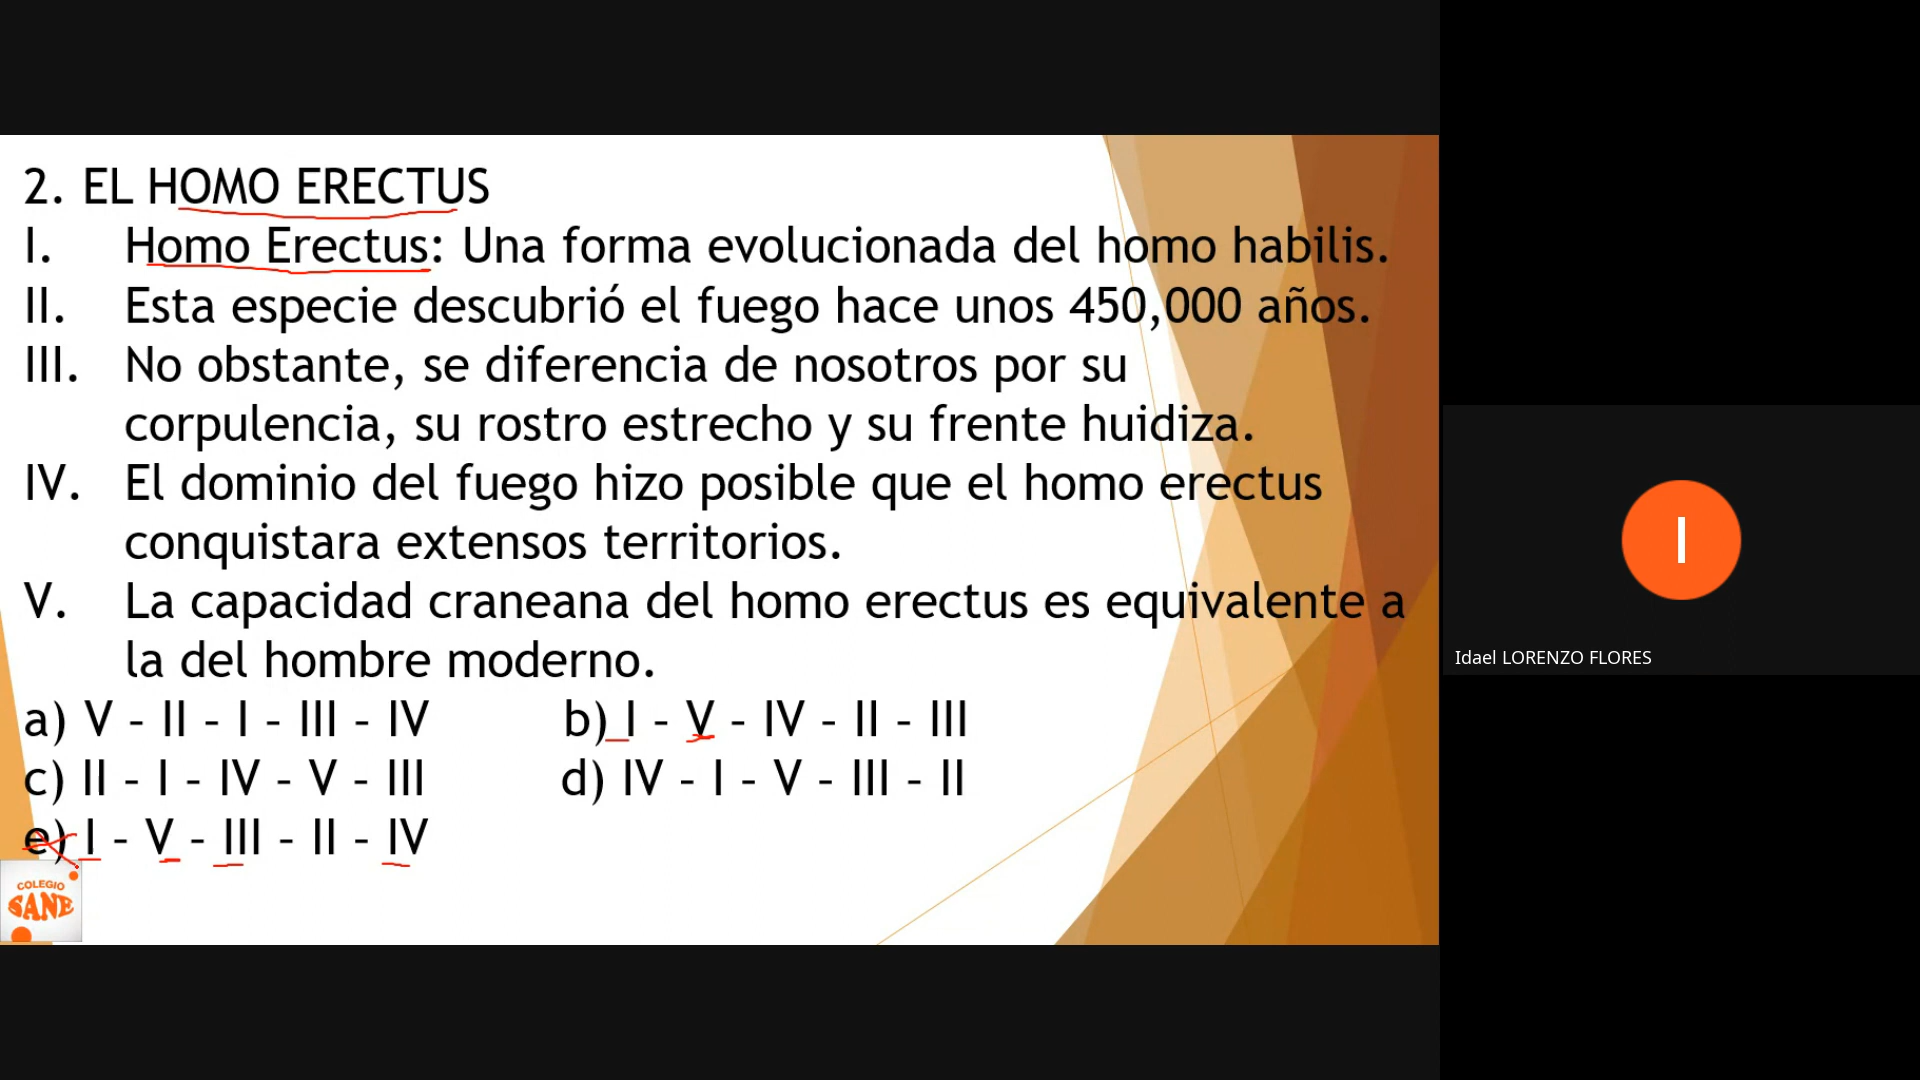 2. EL HOMO ERECTUS
I. Homo Erectus: Una forma evolucionada del homo habilis.
II. Esta especie descubrió el fuego hace unos 450,000 años.
III. No obstante, se diferencia de nosotros por su
corpulencia, su rostro estrecho y su frente huidiza.
IV. El dominio del fuego hizo posible que el homo erectus
conquistara extensos territorios.
V. La capacidad craneana del homo erectus es equivalente a
la del hombre moderno.
a) V – II – I – III – IV b) I – V – IV – II – III
c) II – I – IV – V – III d) IV – I – V – III – II
e) I – V – III – II – IV
COLEGIO
SANE
I
Idael LORENZO FLORES